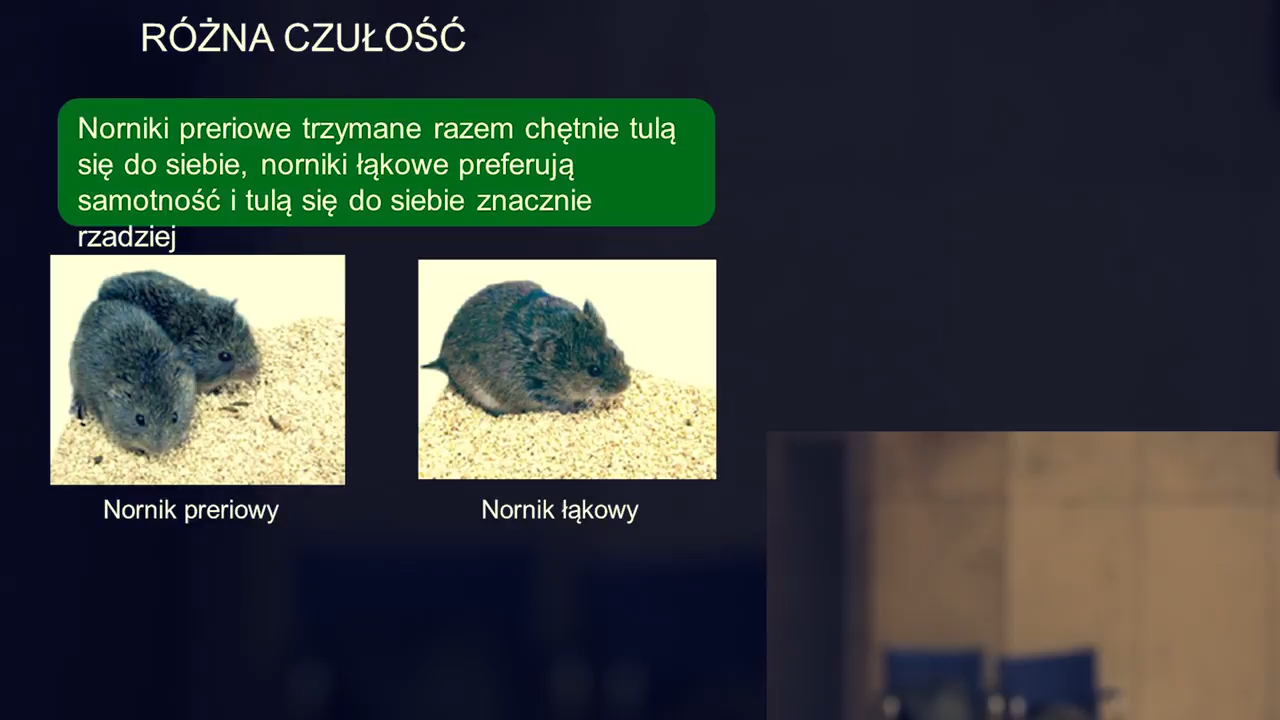 RÓŻNA CZUŁOŚĆ
Norniki preriowe trzymane razem chętnie tulą
się do siebie, norniki łąkowe preferują
samotność i tulą się do siebie znacznie
rzadziej
Nornik preriowy
Nornik łąkowy